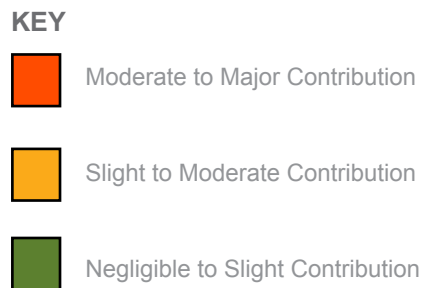 KEY
Moderate to Major Contribution
Slight to Moderate Contribution
Negligible to Slight Contribution